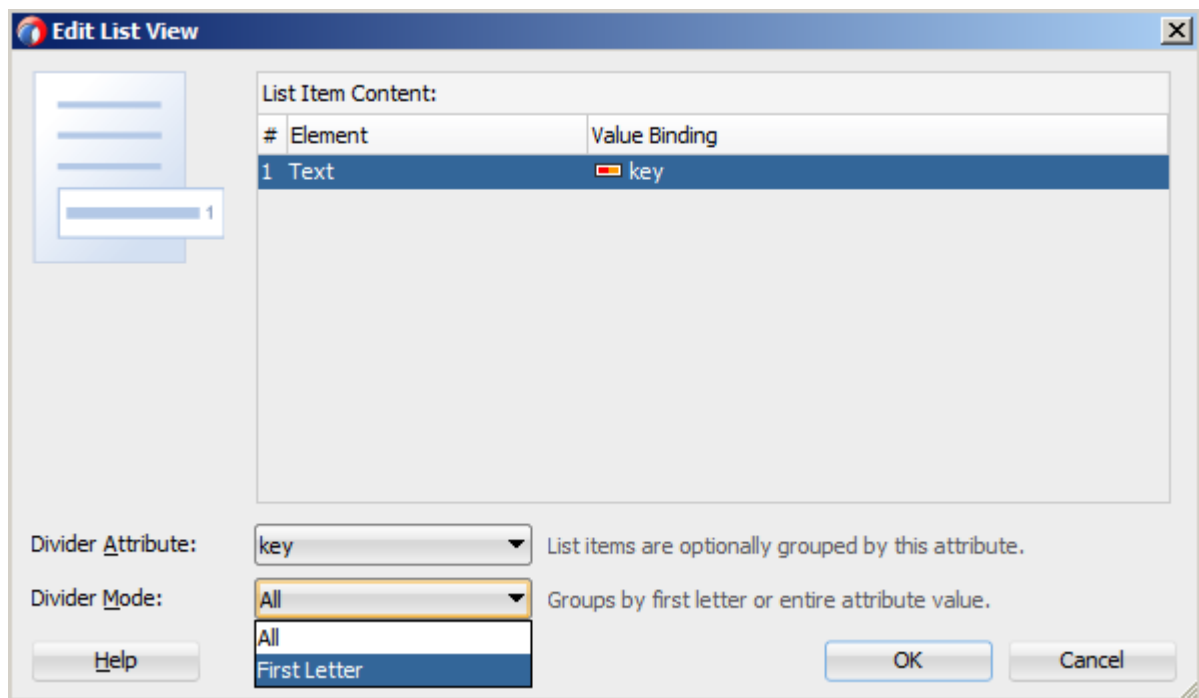 Edit List View
List Item Content:
# Element Value Binding
1 Text key
1
Divider Attribute: key List items are optionally grouped by this attribute.
Divider Mode: All Groups by first letter or entire attribute value.
All
First Letter
Help OK Cancel